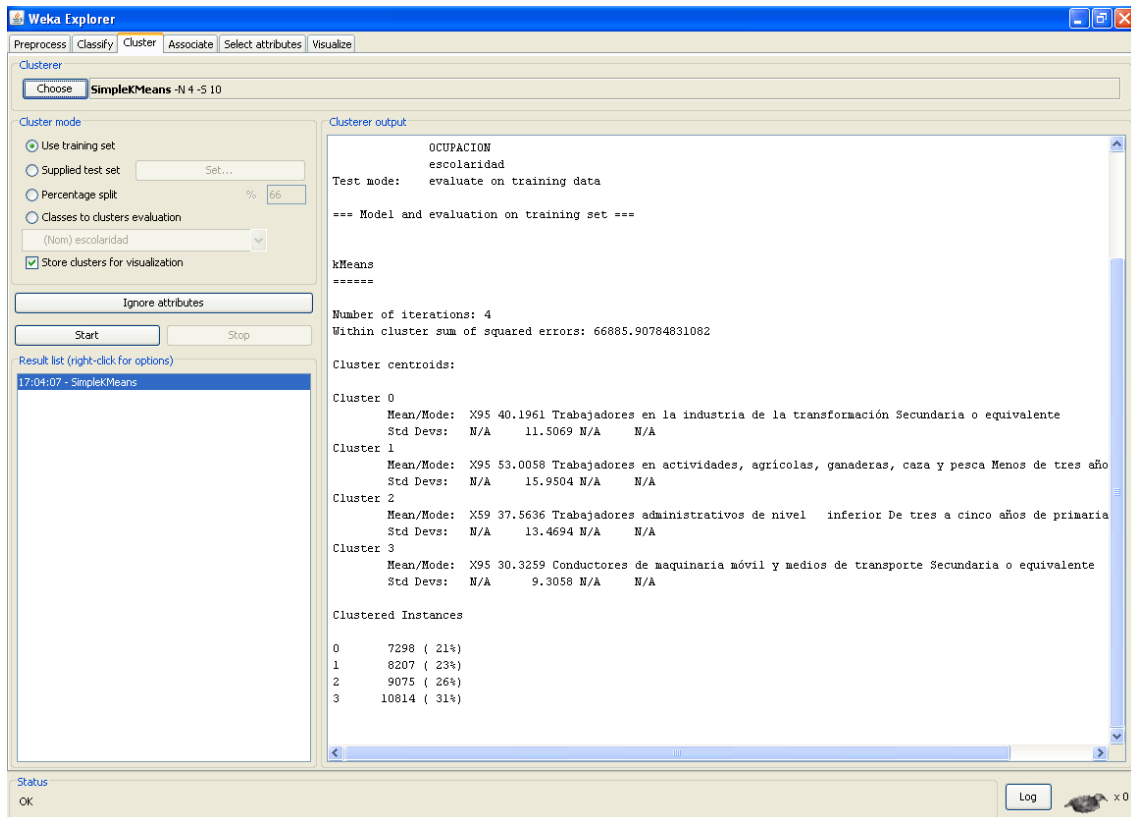 Weka Explorer
Preprocess Classify Cluster Associate Select attributes Visualize
Clusterer
Choose SimpleKMeans -N 4 -S 10
Cluster mode
Use training set
Supplied test set Set...
Percentage split % 66
Classes to clusters evaluation
(Nom) escolaridad
Store clusters for visualization
Ignore attributes
Start Stop
Result list (right-click for options)
17:04:07 - SimpleKMeans
Clusterer output
OCUPACION
escolaridad
Test mode: evaluate on training data
=== Model and evaluation on training set ===
kMeans
======
Number of iterations: 4
Within cluster sum of squared errors: 66885.90784831082
Cluster centroids:
Cluster 0
Mean/Mode: X95 40.1961 Trabajadores en la industria de la transformación Secundaria o equivalente
Std Devs: N/A 11.5069 N/A N/A
Cluster 1
Mean/Mode: X95 53.0058 Trabajadores en actividades, agrícolas, ganaderas, caza y pesca Menos de tres año
Std Devs: N/A 15.9504 N/A N/A
Cluster 2
Mean/Mode: X59 37.5636 Trabajadores administrativos de nivel inferior De tres a cinco años de primaria
Std Devs: N/A 13.4694 N/A N/A
Cluster 3
Mean/Mode: X95 30.3259 Conductores de maquinaria móvil y medios de transporte Secundaria o equivalente
Std Devs: N/A 9.3058 N/A N/A
Clustered Instances
0 7298 ( 21%)
1 8207 ( 23%)
2 9075 ( 26%)
3 10814 ( 31%)
Status
OK
Log x 0